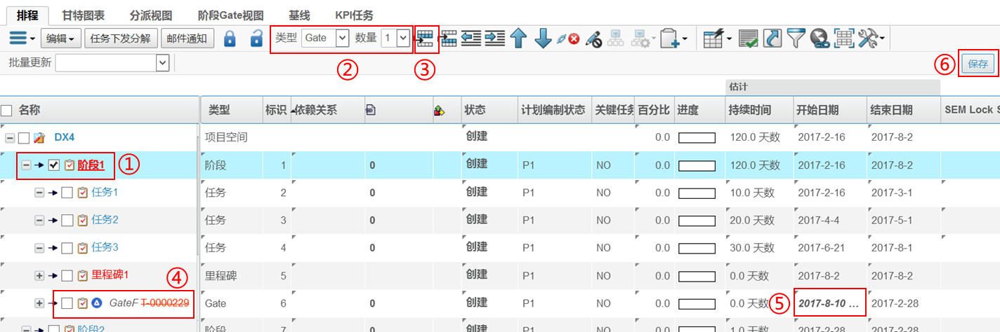 排程 甘特图表 分派视图 阶段Gate视图 基线 KPI任务
编辑 任务下发分解 邮件通知 类型 Gate 数量 1
② ③
批量更新 ⑥ 保存
估计
名称 类型 标识 依赖关系 状态 计划编制状态 关键任务 百分比 进度 持续时间 开始日期 结束日期 SEM Lock S
DX4 项目空间 创建 0.0 120.0 天数 2017-2-16 2017-8-2
阶段1 ① 阶段 1 0 创建 P1 NO 0.0 120.0 天数 2017-2-16 2017-8-2
任务1 任务 2 0 创建 P1 NO 0.0 10.0 天数 2017-2-16 2017-3-1
任务2 任务 3 0 创建 P1 NO 0.0 20.0 天数 2017-4-4 2017-5-1
任务3 任务 4 0 创建 P1 NO 0.0 30.0 天数 2017-6-21 2017-8-1
里程碑1 里程碑 5 0 创建 P1 NO 0.0 0.0 天数 2017-8-2 2017-8-2
④
GateF T-0000229 Gate 6 0 创建 P1 NO 0.0 0.0 天数 ⑤ 2017-8-10 ... 2017-2-28
阶段2 阶段 7 0 创建 P1 NO 0.0 1.0 天数 2017-2-28 2017-2-28